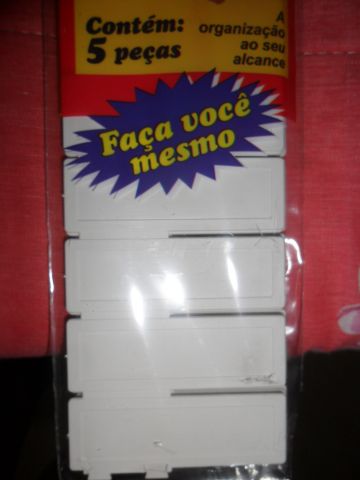 Contém:
5 peças
A
organização
ao seu
alcance
Faça você
mesmo